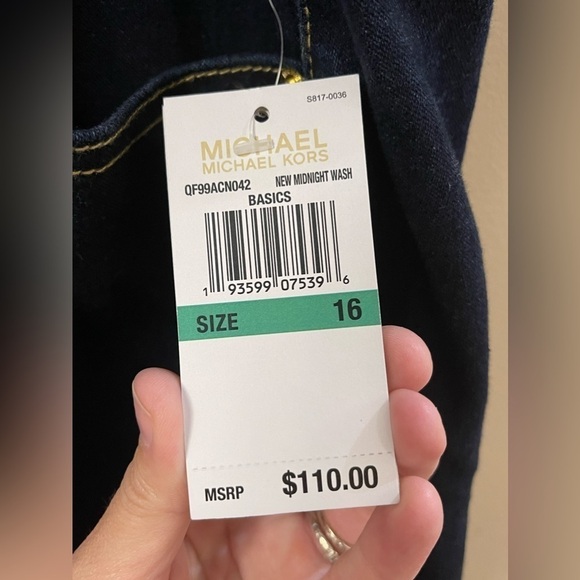 S817-0036
MICHAEL
MICHAEL KORS
QF99ACN042 NEW MIDNIGHT WASH
BASICS
1 93599 07539 6
SIZE 16
MSRP $110.00